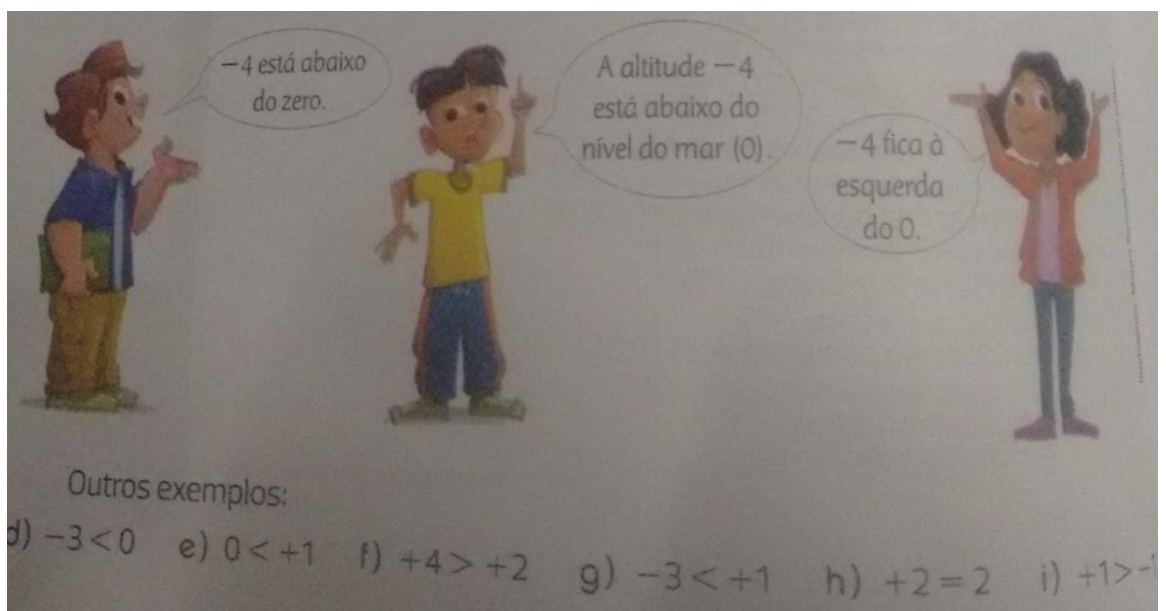 −4 está abaixo
do zero.
A altitude −4
está abaixo do
nível do mar (0).
−4 fica à
esquerda
do 0.
Outros exemplos:
d) −3 < 0 e) 0 < +1 f) +4 > +2 g) −3 < +1 h) +2 = 2 i) +1 > -1